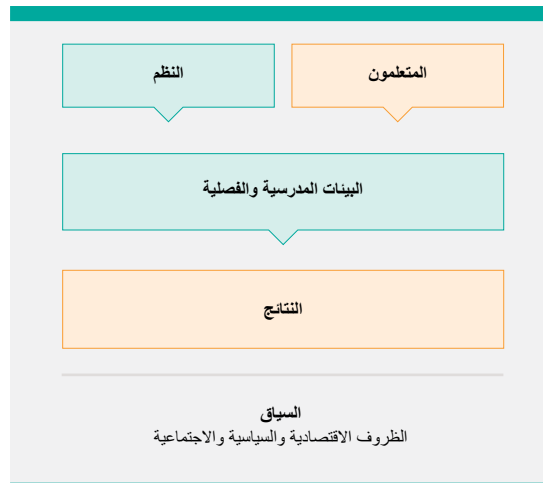 المتعلمون
النظم
البيئات المدرسية والفصلية
النتائج
السياق
الظروف الاقتصادية والسياسية والاجتماعية